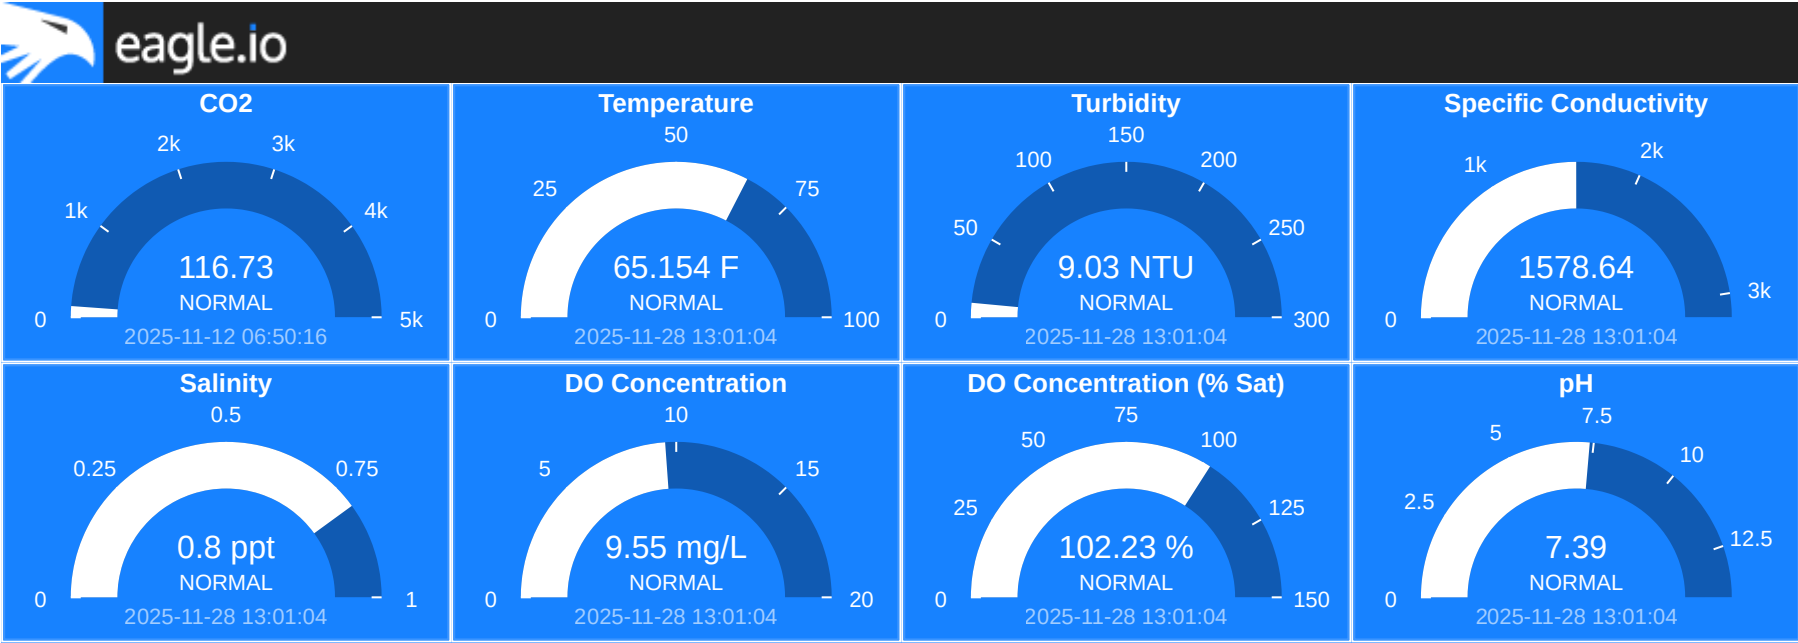 eagle.io
CO2
0
1k
2k
3k
4k
5k
116.73
NORMAL
2025-11-12 06:50:16
Temperature
0
25
50
75
100
65.154 F
NORMAL
2025-11-28 13:01:04
Turbidity
0
50
100
150
200
250
300
9.03 NTU
NORMAL
2025-11-28 13:01:04
Specific Conductivity
0
1k
2k
3k
1578.64
NORMAL
2025-11-28 13:01:04
Salinity
0
0.25
0.5
0.75
1
0.8 ppt
NORMAL
2025-11-28 13:01:04
DO Concentration
0
5
10
15
20
9.55 mg/L
NORMAL
2025-11-28 13:01:04
DO Concentration (% Sat)
0
25
50
75
100
125
150
102.23 %
NORMAL
2025-11-28 13:01:04
pH
0
2.5
5
7.5
10
12.5
7.39
NORMAL
2025-11-28 13:01:04